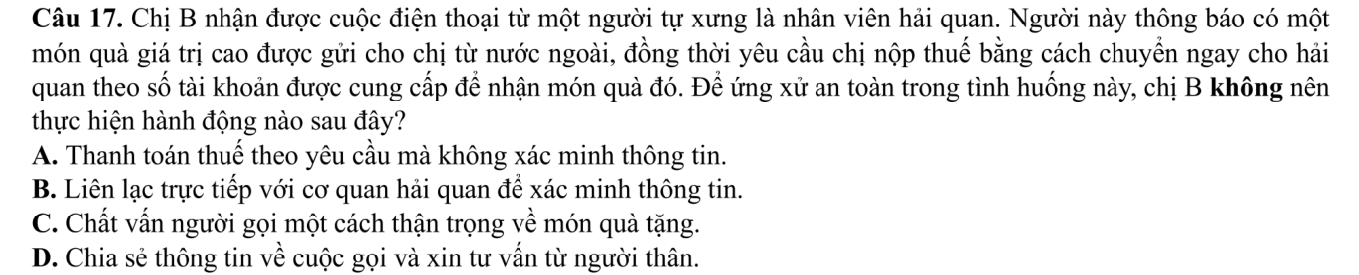 Câu 17. Chị B nhận được cuộc điện thoại từ một người tự xưng là nhân viên hải quan. Người này thông báo có một
món quà giá trị cao được gửi cho chị từ nước ngoài, đồng thời yêu cầu chị nộp thuế bằng cách chuyển ngay cho hải
quan theo số tài khoản được cung cấp để nhận món quà đó. Để ứng xử an toàn trong tình huống này, chị B không nên
thực hiện hành động nào sau đây?
A. Thanh toán thuế theo yêu cầu mà không xác minh thông tin.
B. Liên lạc trực tiếp với cơ quan hải quan để xác minh thông tin.
C. Chất vấn người gọi một cách thận trọng về món quà tặng.
D. Chia sẻ thông tin về cuộc gọi và xin tư vấn từ người thân.